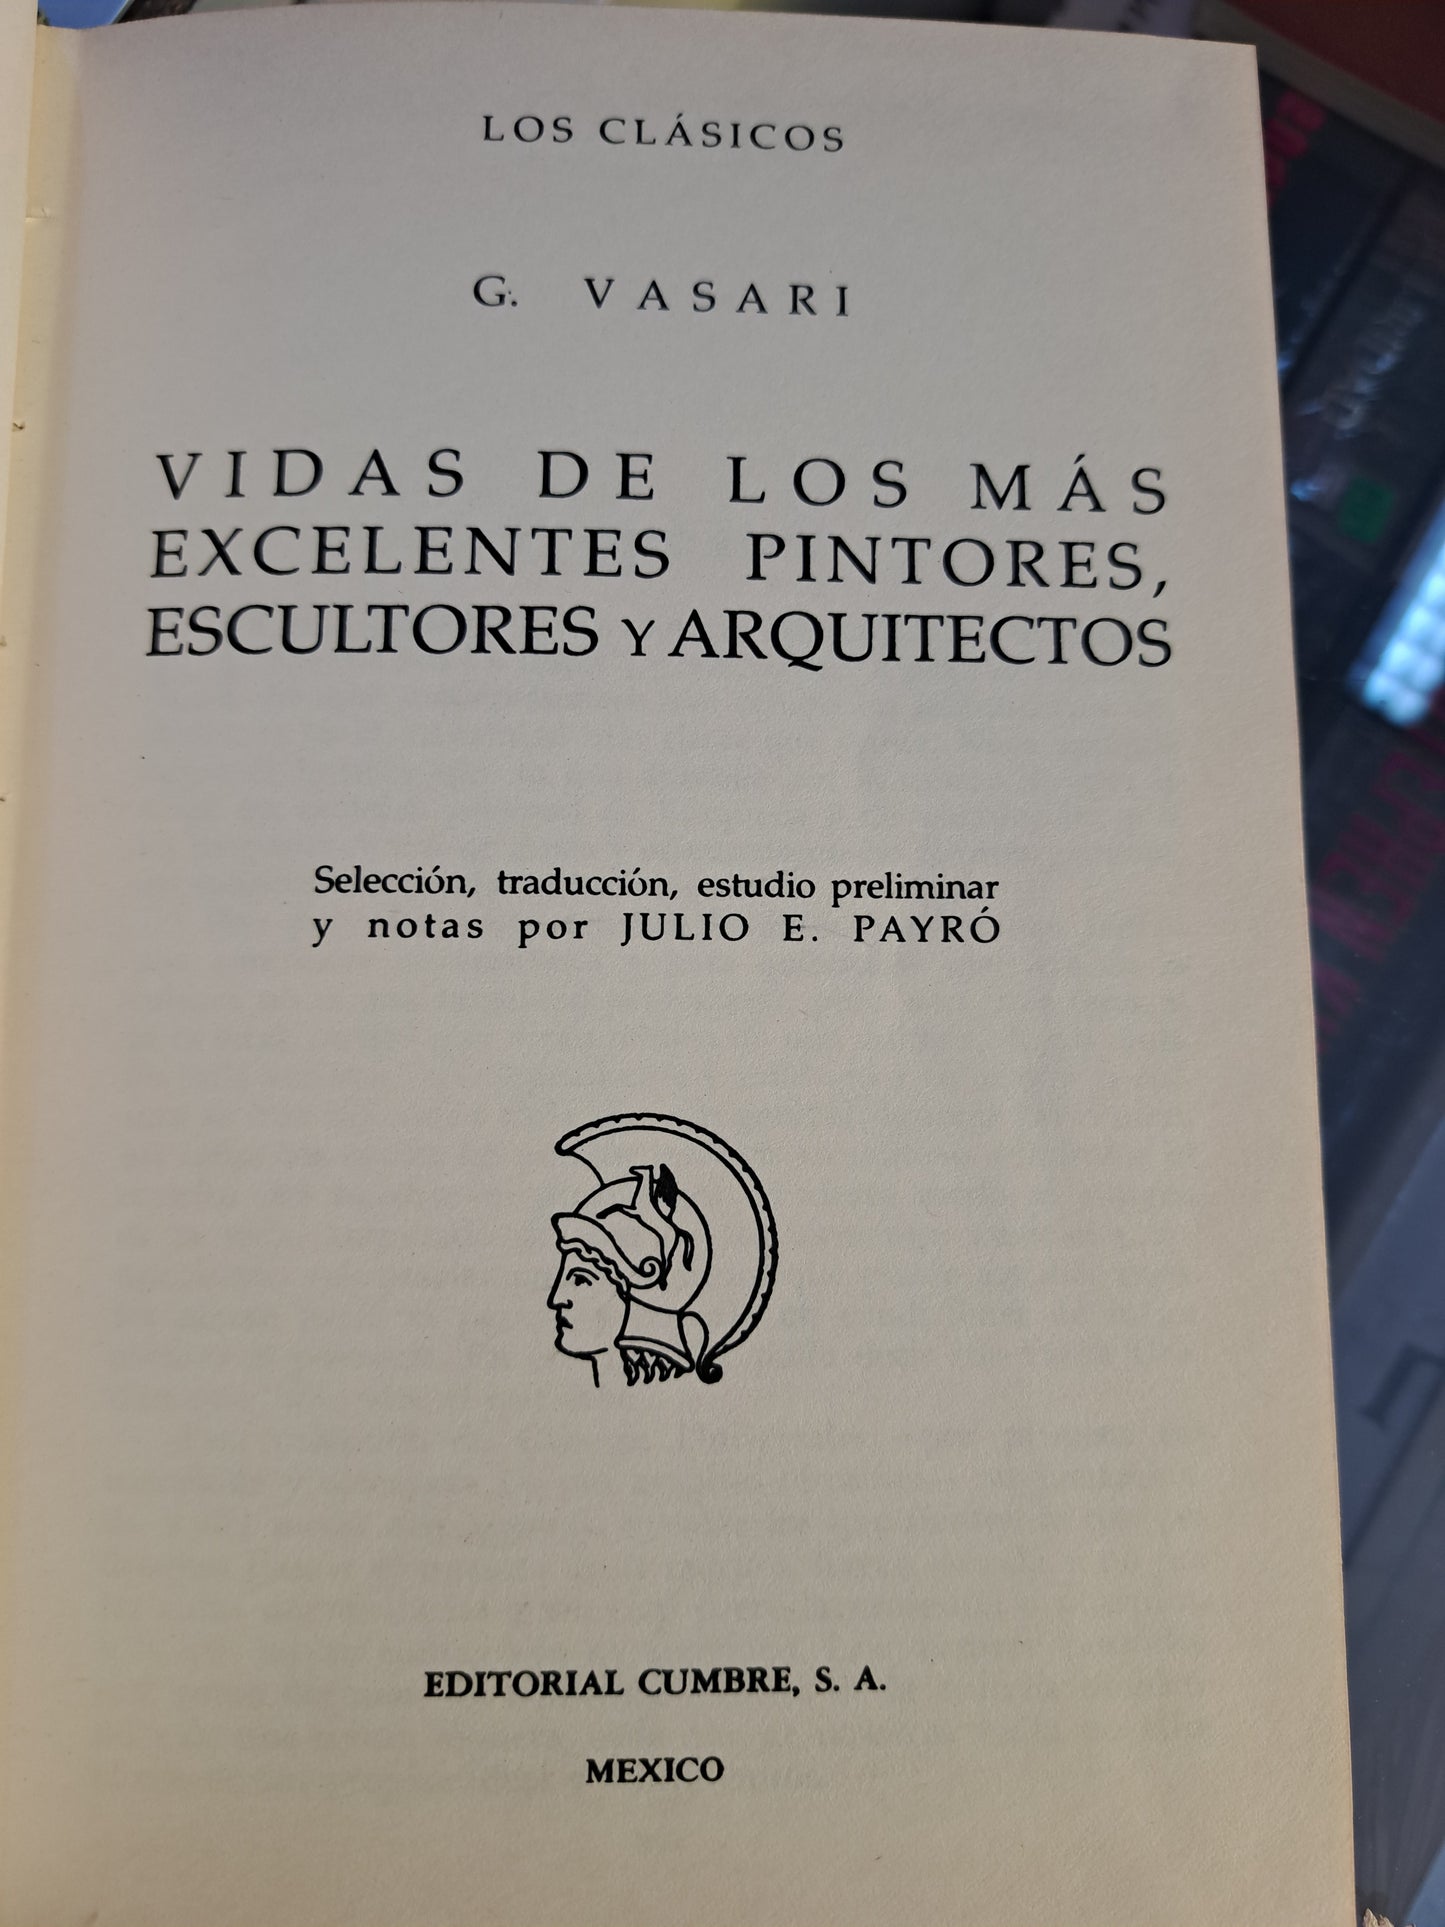 LOS CLÁSICOS
G. VASARI
VIDAS DE LOS MÁS
EXCELENTES PINTORES,
ESCULTORES Y ARQUITECTOS
Selección, traducción, estudio preliminar
y notas por JULIO E. PAYRÓ
EDITORIAL CUMBRE, S. A.
MEXICO